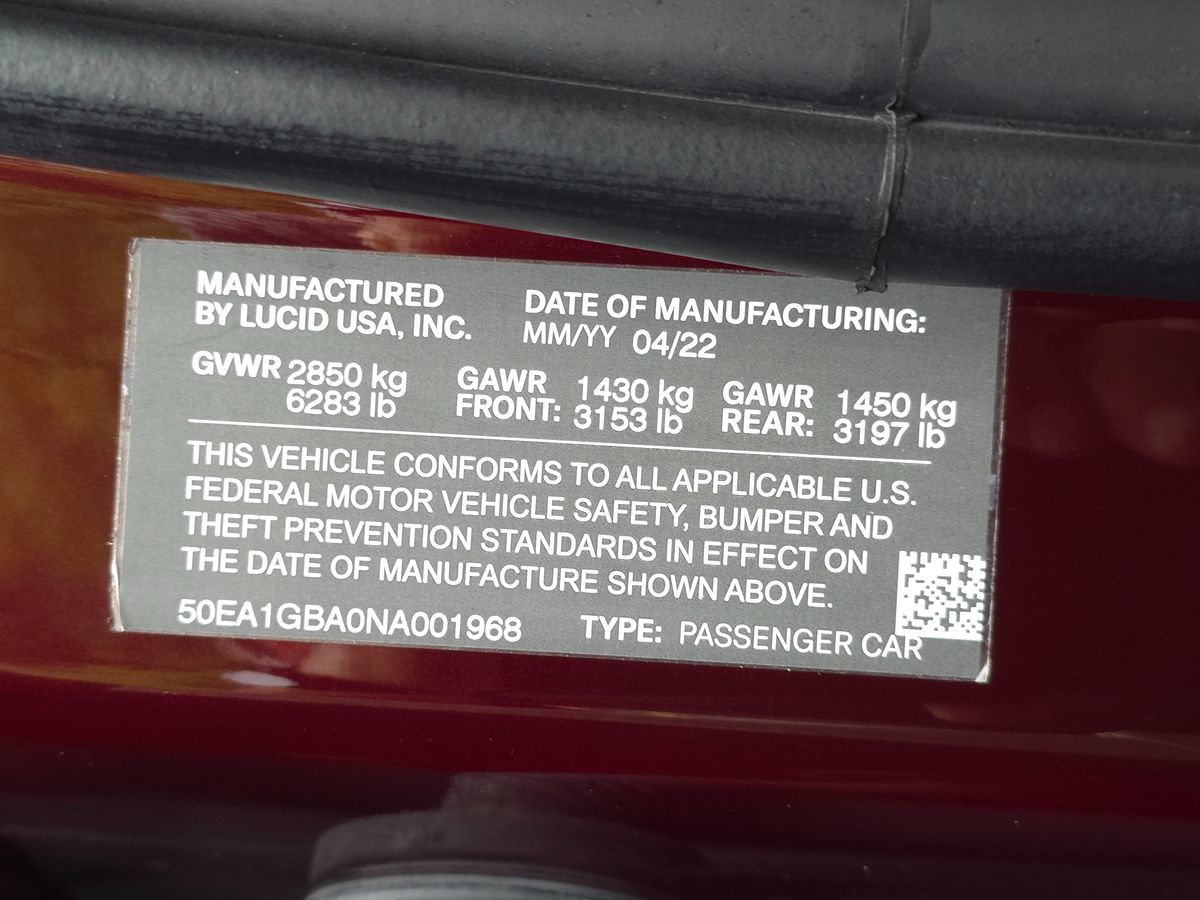 MANUFACTURED
BY LUCID USA, INC.
DATE OF MANUFACTURING:
MM/YY 04/22
GVWR 2850 kg
6283 lb
GAWR 1430 kg
FRONT: 3153 lb
GAWR 1450 kg
REAR: 3197 lb
THIS VEHICLE CONFORMS TO ALL APPLICABLE U.S.
FEDERAL MOTOR VEHICLE SAFETY, BUMPER AND
THEFT PREVENTION STANDARDS IN EFFECT ON
THE DATE OF MANUFACTURE SHOWN ABOVE.
50EA1GBA0NA001968 TYPE: PASSENGER CAR